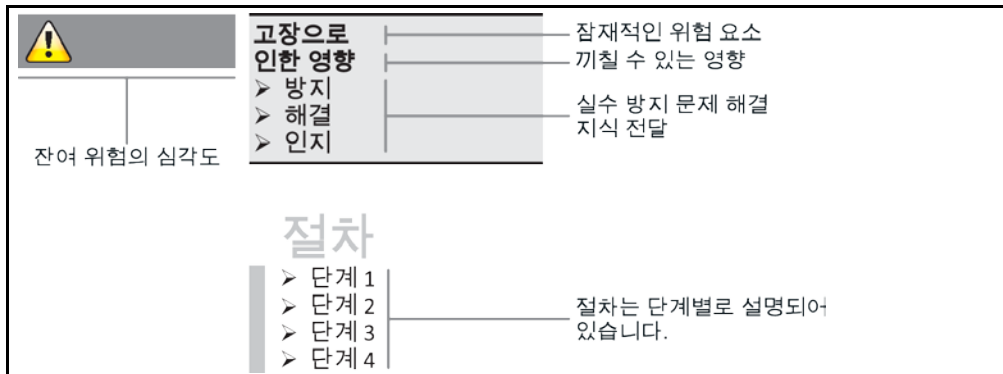 고장으로
인한 영향
➢ 방지
➢ 해결
➢ 인지
잠재적인 위험 요소
끼칠 수 있는 영향
실수 방지 문제 해결
지식 전달
잔여 위험의 심각도
절차
➢ 단계 1
➢ 단계 2
➢ 단계 3
➢ 단계 4
절차는 단계별로 설명되어
있습니다.